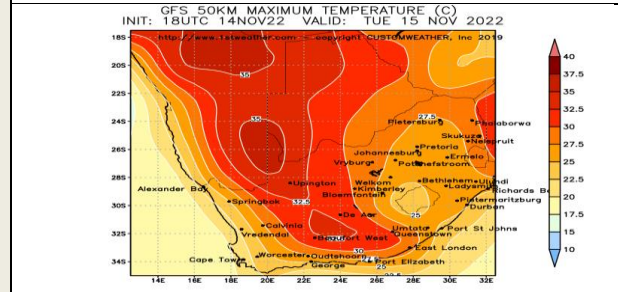 GFS 50KM MAXIMUM TEMPERATURE (C)
INIT: 18UTC 14NOV22 VALID: TUE 15 NOV 2022
http://www.1stweather.com -- copyright CUSTOMWEATHER, Inc 2019
18S
20S
22S
24S
26S
28S
30S
32S
34S
14E 16E 18E 20E 22E 24E 26E 28E 30E 32E
35
35
27.5
Pietersburg
Phalaborwa
Skukuza
Nelspruit
Pretoria
Johannesburg
Ermelo
Vryburg
Potchefstroom
Welkom
Bethlehem
Ulundi
Alexander Bay
Upington
Kimberley
Ladysmith
Richards B
Bloemfontein
Springbok
32.5
25
Pietermaritzburg
Durban
De Aar
Calvinia
Vredendal
Beaufort West
Umtata
Port St Johns
Queenstown
East London
30
Cape Town
Worcester
Oudtshoorn
27.5
Port Elizabeth
George
25
22.5
40
37.5
35
32.5
30
27.5
25
22.5
20
17.5
15
10